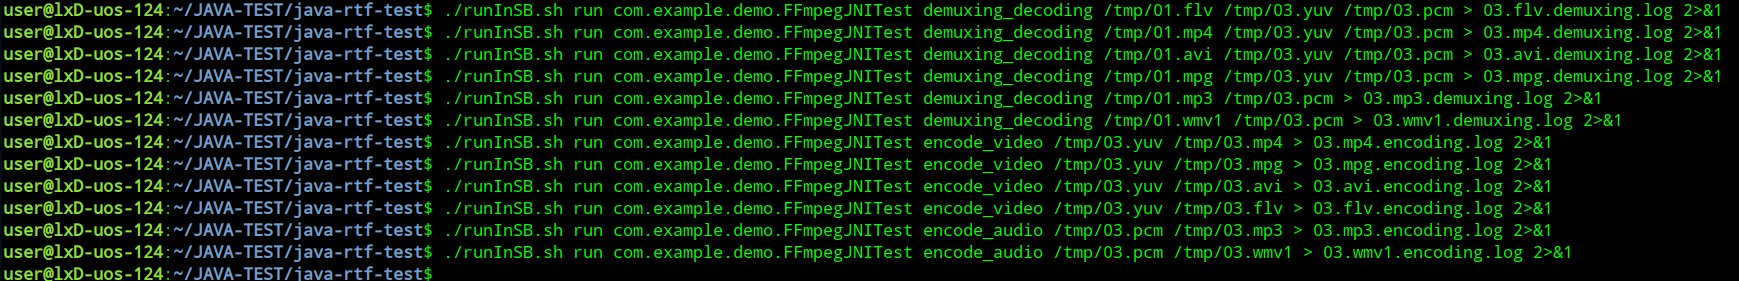 user@lxD-uos-124:~/JAVA-TEST/java-rtf-test$ ./runInSB.sh run com.example.demo.FFmpegJNITest demuxing_decoding /tmp/01.flv /tmp/03.yuv /tmp/03.pcm > 03.flv.demuxing.log 2>&1
user@lxD-uos-124:~/JAVA-TEST/java-rtf-test$ ./runInSB.sh run com.example.demo.FFmpegJNITest demuxing_decoding /tmp/01.mp4 /tmp/03.yuv /tmp/03.pcm > 03.mp4.demuxing.log 2>&1
user@lxD-uos-124:~/JAVA-TEST/java-rtf-test$ ./runInSB.sh run com.example.demo.FFmpegJNITest demuxing_decoding /tmp/01.avi /tmp/03.yuv /tmp/03.pcm > 03.avi.demuxing.log 2>&1
user@lxD-uos-124:~/JAVA-TEST/java-rtf-test$ ./runInSB.sh run com.example.demo.FFmpegJNITest demuxing_decoding /tmp/01.mpg /tmp/03.yuv /tmp/03.pcm > 03.mpg.demuxing.log 2>&1
user@lxD-uos-124:~/JAVA-TEST/java-rtf-test$ ./runInSB.sh run com.example.demo.FFmpegJNITest demuxing_decoding /tmp/01.mp3 /tmp/03.pcm > 03.mp3.demuxing.log 2>&1
user@lxD-uos-124:~/JAVA-TEST/java-rtf-test$ ./runInSB.sh run com.example.demo.FFmpegJNITest demuxing_decoding /tmp/01.wmv1 /tmp/03.pcm > 03.wmv1.demuxing.log 2>&1
user@lxD-uos-124:~/JAVA-TEST/java-rtf-test$ ./runInSB.sh run com.example.demo.FFmpegJNITest encode_video /tmp/03.yuv /tmp/03.mp4 > 03.mp4.encoding.log 2>&1
user@lxD-uos-124:~/JAVA-TEST/java-rtf-test$ ./runInSB.sh run com.example.demo.FFmpegJNITest encode_video /tmp/03.yuv /tmp/03.mpg > 03.mpg.encoding.log 2>&1
user@lxD-uos-124:~/JAVA-TEST/java-rtf-test$ ./runInSB.sh run com.example.demo.FFmpegJNITest encode_video /tmp/03.yuv /tmp/03.avi > 03.avi.encoding.log 2>&1
user@lxD-uos-124:~/JAVA-TEST/java-rtf-test$ ./runInSB.sh run com.example.demo.FFmpegJNITest encode_video /tmp/03.yuv /tmp/03.flv > 03.flv.encoding.log 2>&1
user@lxD-uos-124:~/JAVA-TEST/java-rtf-test$ ./runInSB.sh run com.example.demo.FFmpegJNITest encode_audio /tmp/03.pcm /tmp/03.mp3 > 03.mp3.encoding.log 2>&1
user@lxD-uos-124:~/JAVA-TEST/java-rtf-test$ ./runInSB.sh run com.example.demo.FFmpegJNITest encode_audio /tmp/03.pcm /tmp/03.wmv1 > 03.wmv1.encoding.log 2>&1
user@lxD-uos-124:~/JAVA-TEST/java-rtf-test$